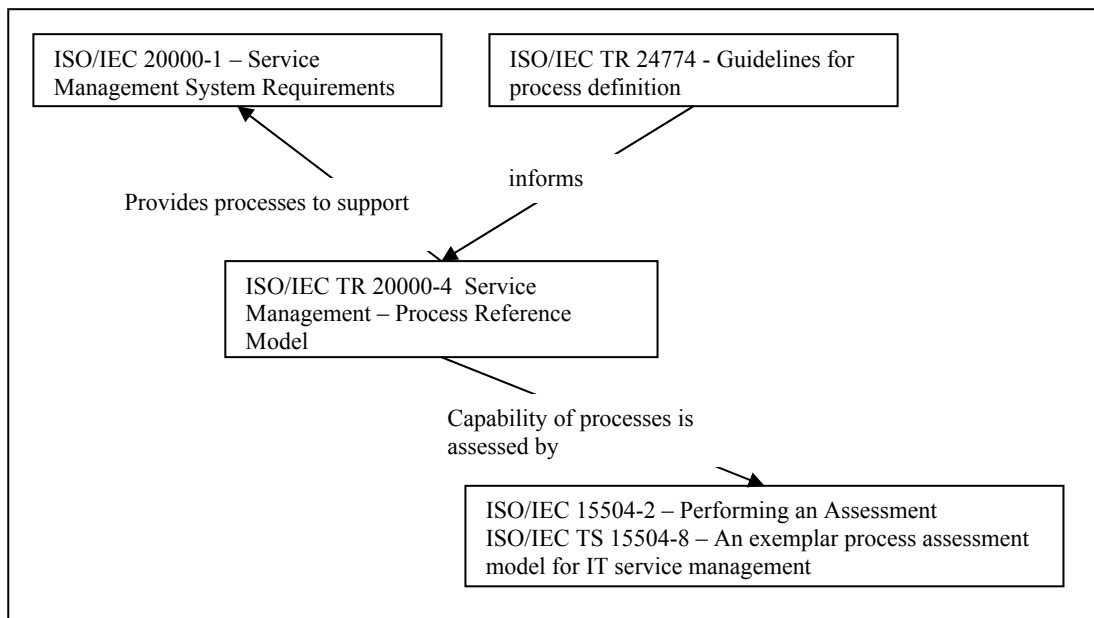 ISO/IEC 20000-1 – Service
Management System Requirements
ISO/IEC TR 24774 - Guidelines for
process definition
informs
Provides processes to support
ISO/IEC TR 20000-4  Service
Management – Process Reference
Model
Capability of processes is
assessed by
ISO/IEC 15504-2 – Performing an Assessment
ISO/IEC TS 15504-8 – An exemplar process assessment
model for IT service management